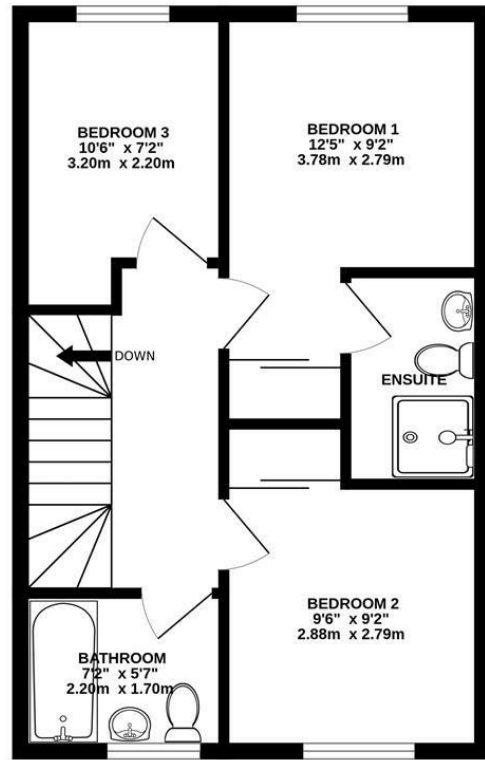 BEDROOM 3
10'6" x 7'2"
3.20m x 2.20m
BEDROOM 1
12'5" x 9'2"
3.78m x 2.79m
DOWN
ENSUITE
BEDROOM 2
9'6" x 9'2"
2.88m x 2.79m
BATHROOM
7'2" x 5'7"
2.20m x 1.70m